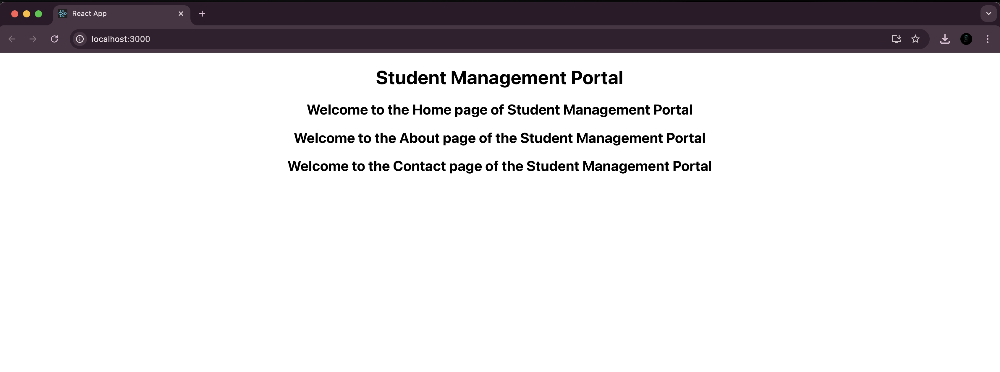 React App
localhost:3000
Student Management Portal
Welcome to the Home page of Student Management Portal
Welcome to the About page of the Student Management Portal
Welcome to the Contact page of the Student Management Portal